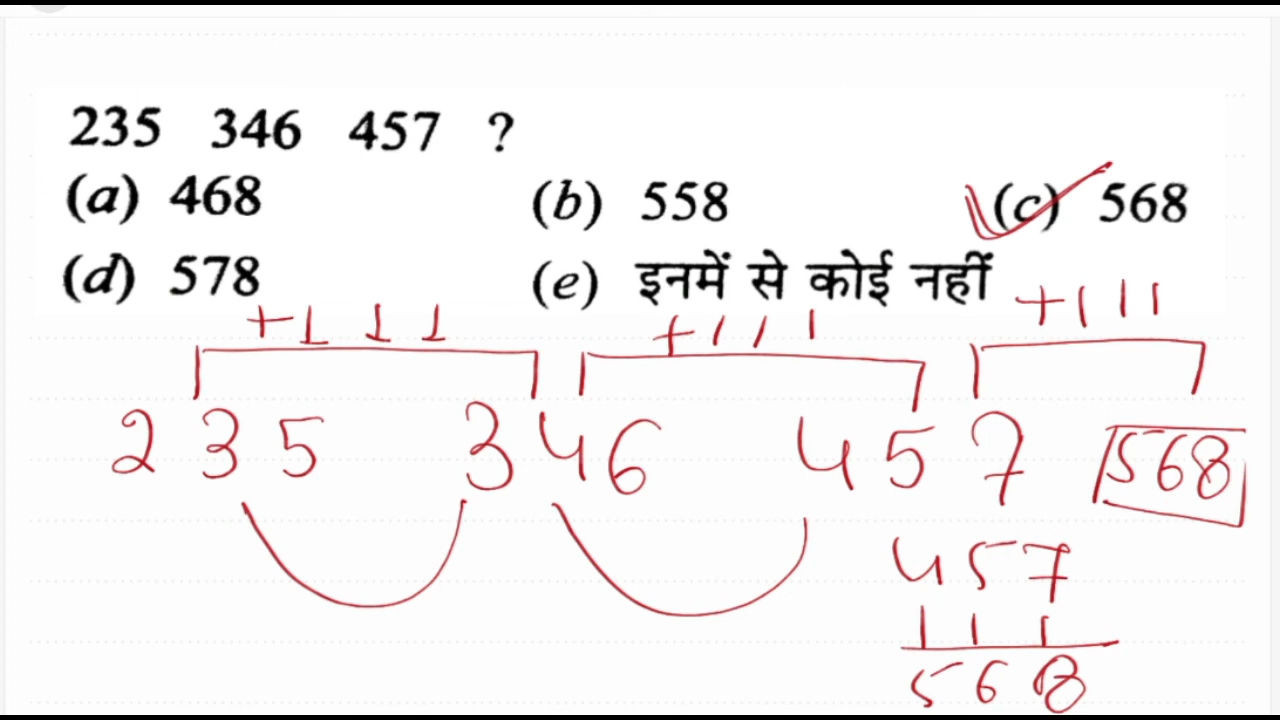 235 346 457 ?
(a) 468 (b) 558 (c) 568
(d) 578 (e) इनमें से कोई नहीं
+111 +111 +111
235 346 457 568
457
111
568